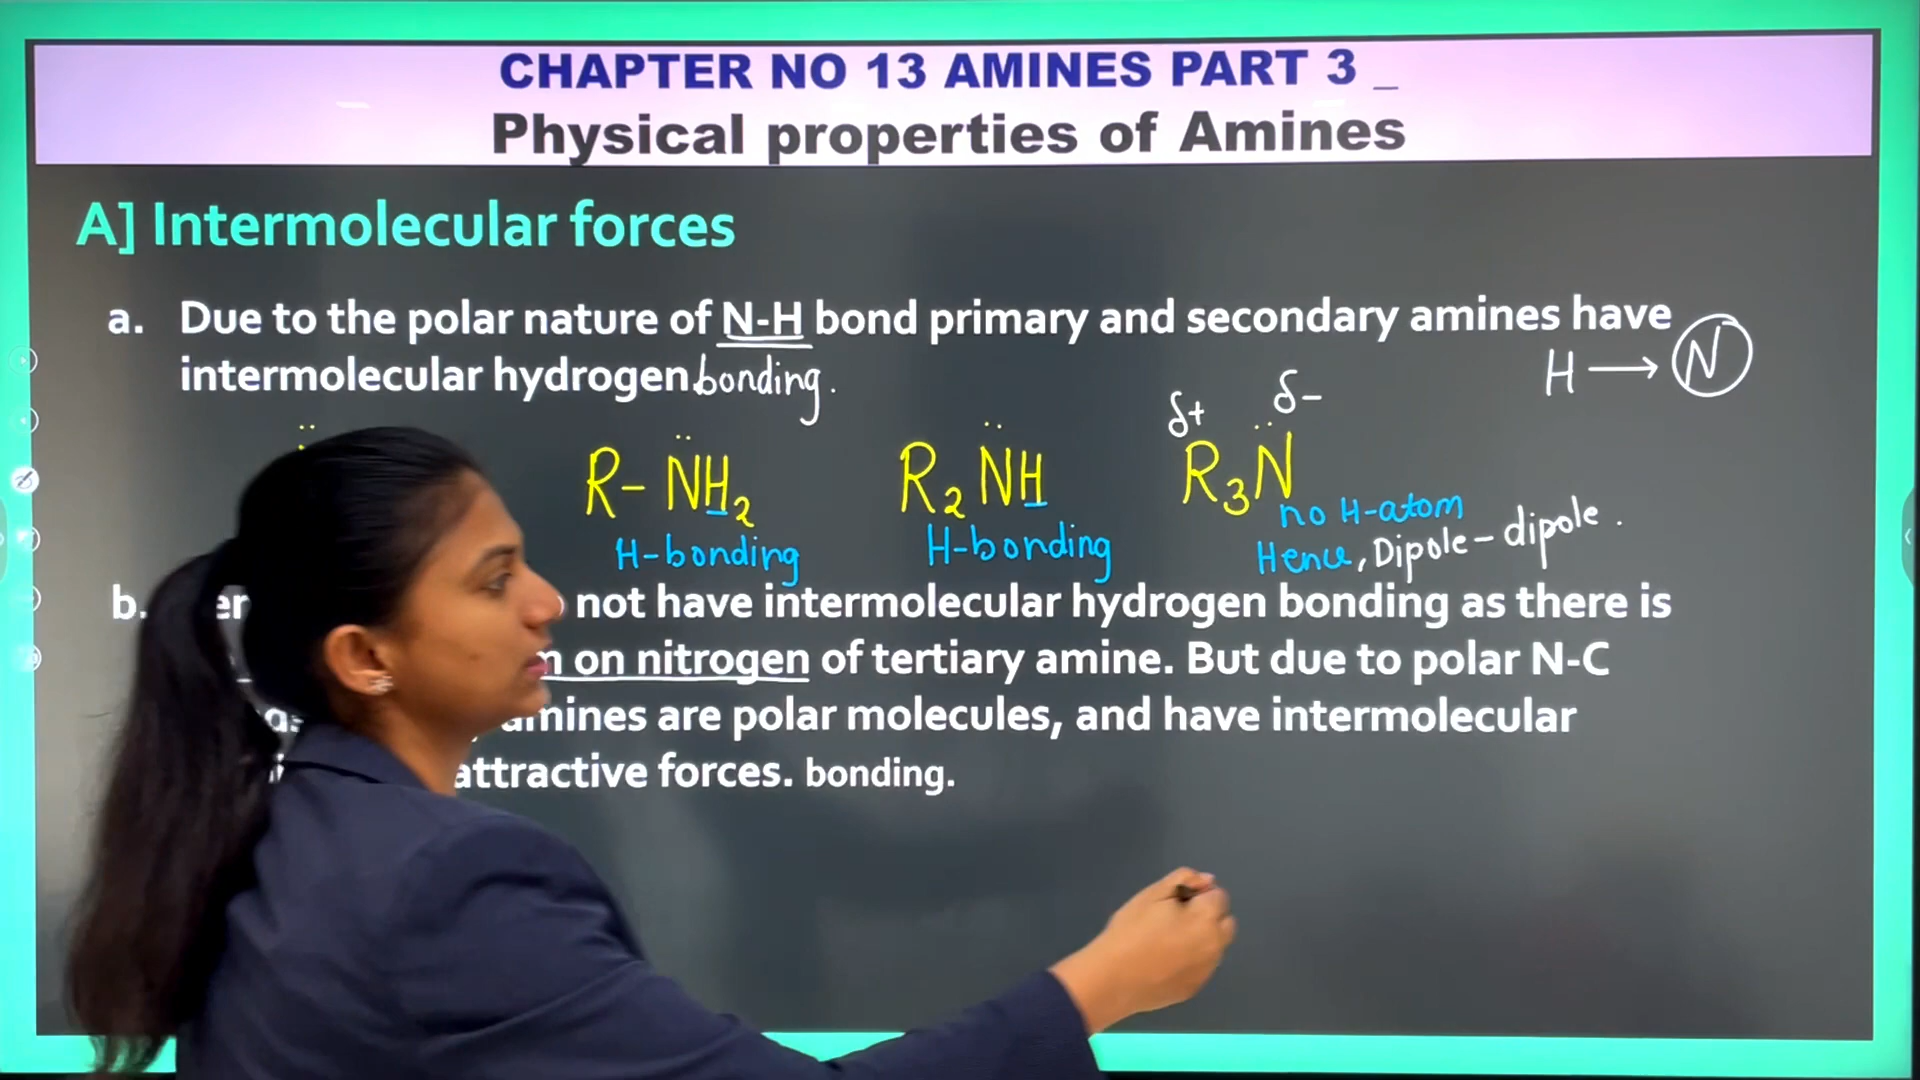 CHAPTER NO 13 AMINES PART 3 _
Physical properties of Amines
A] Intermolecular forces
a. Due to the polar nature of N-H bond primary and secondary amines have
intermolecular hydrogen bonding.
H → N
δ+ δ-
R-N̈H₂ R₂N̈H R₃N̈
H-bonding H-bonding no H-atom
Hence, Dipole-dipole.
b. not have intermolecular hydrogen bonding as there is
on nitrogen of tertiary amine. But due to polar N-C
amines are polar molecules, and have intermolecular
attractive forces. bonding.